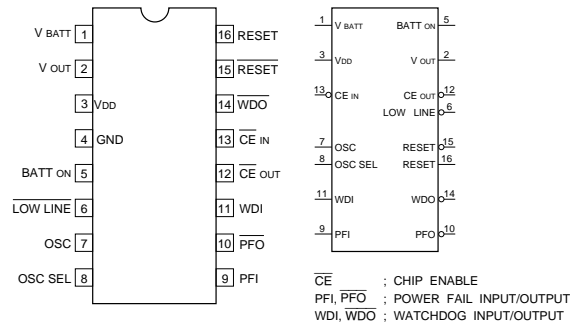 V BATT 1
V OUT 2
3 VDD
4 GND
BATT ON 5
LOW LINE 6
OSC 7
OSC SEL 8
16 RESET
15 RESET
14 WDO
13 CE IN
12 CE OUT
11 WDI
10 PFO
9 PFI
1 V BATT BATT ON 5
3 VDD V OUT 2
13 CE IN CE OUT 12
LOW LINE 6
7 OSC RESET 15
8 OSC SEL RESET 16
11 WDI WDO 14
9 PFI PFO 10
CE ; CHIP ENABLE
PFI, PFO ; POWER FAIL INPUT/OUTPUT
WDI, WDO ; WATCHDOG INPUT/OUTPUT